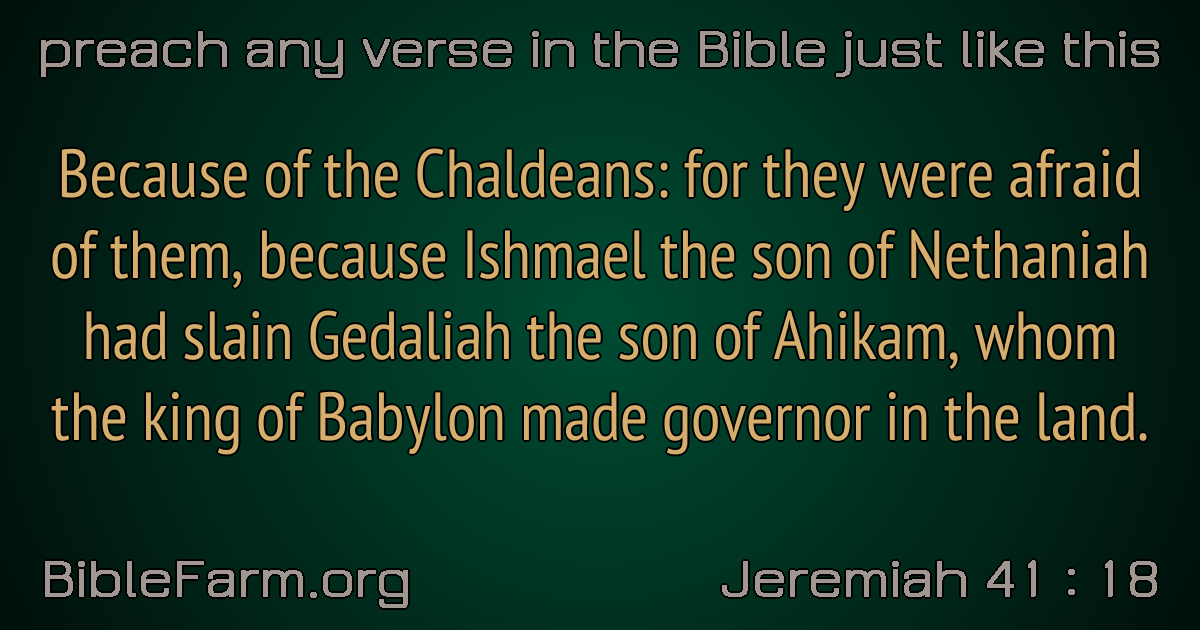 preach any verse in the Bible just like this
Because of the Chaldeans: for they were afraid
of them, because Ishmael the son of Nethaniah
had slain Gedaliah the son of Ahikam, whom
the king of Babylon made governor in the land.
BibleFarm.org
Jeremiah 41 : 18